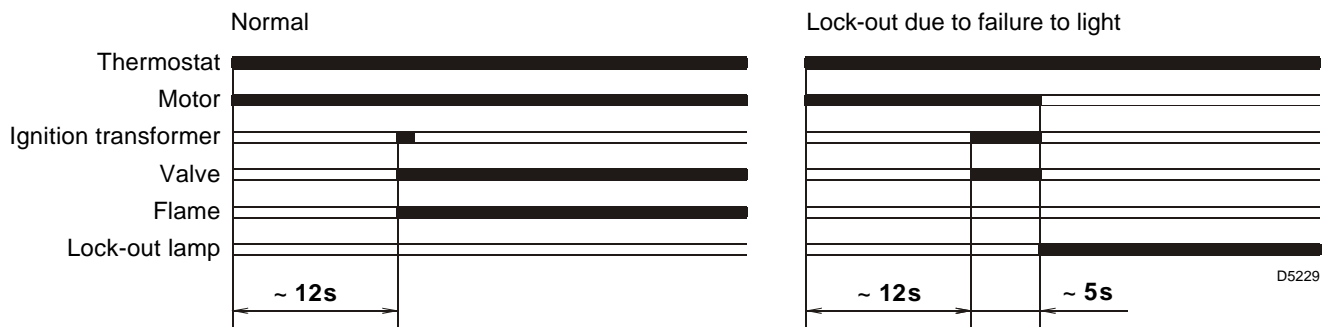 Normal
Lock-out due to failure to light
Thermostat
Motor
Ignition transformer
Valve
Flame
Lock-out lamp
D5229
~ 12s
~ 12s
~ 5s